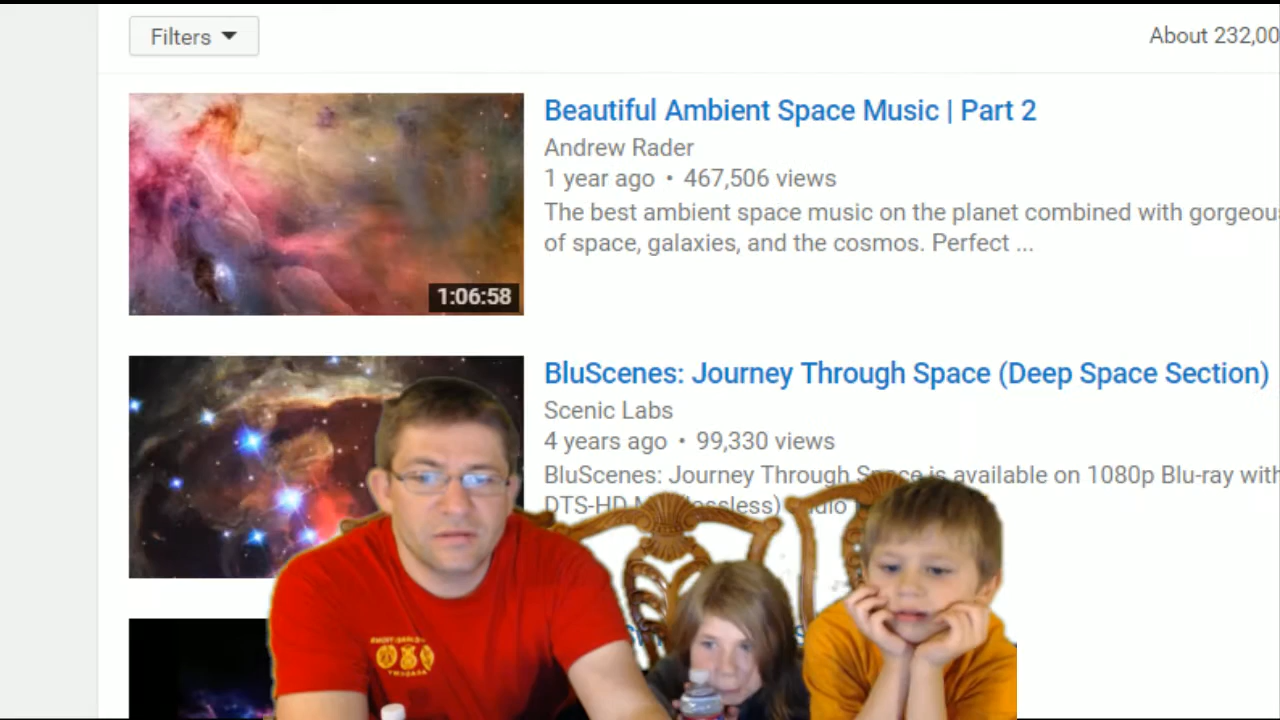 Filters
About 232,00
Beautiful Ambient Space Music | Part 2
Andrew Rader
1 year ago • 467,506 views
The best ambient space music on the planet combined with gorgeou
of space, galaxies, and the cosmos. Perfect ...
1:06:58
BluScenes: Journey Through Space (Deep Space Section)
Scenic Labs
4 years ago • 99,330 views
BluScenes: Journey Through Space is available on 1080p Blu-ray with
DTS-HD